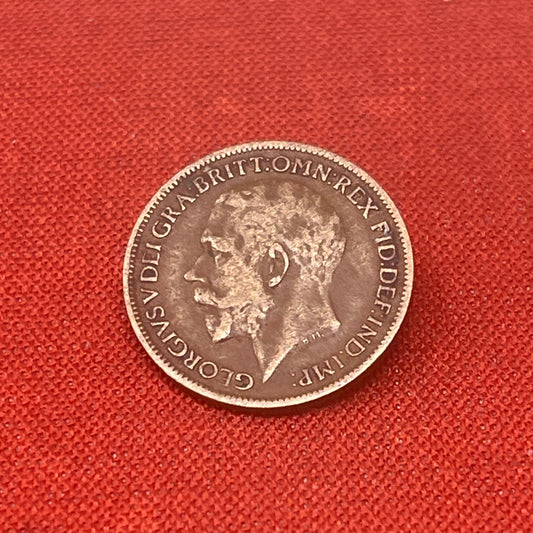 GEORGIVS V DEI GRA: BRITT: OMN: REX FID: DEF: IND: IMP:
B.M.